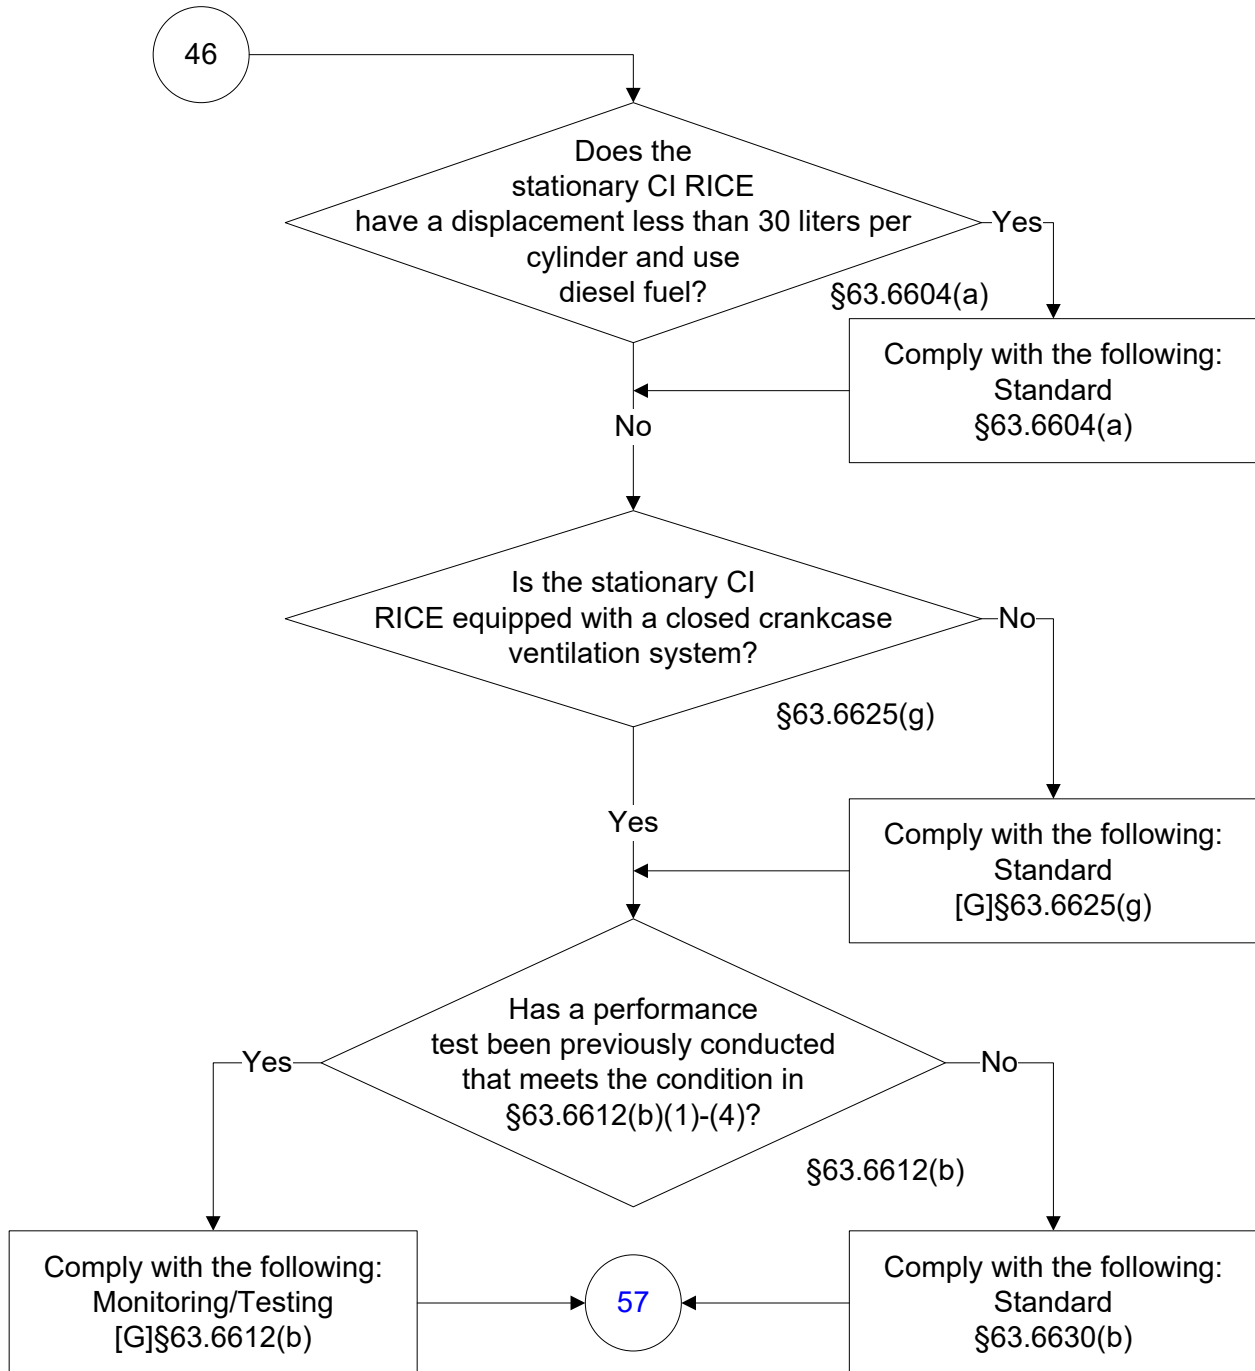 46
Does the
stationary CI RICE
have a displacement less than 30 liters per
cylinder and use
diesel fuel?
Yes
§63.6604(a)
Comply with the following:
Standard
§63.6604(a)
No
Is the stationary CI
RICE equipped with a closed crankcase
ventilation system?
No
§63.6625(g)
Yes
Comply with the following:
Standard
[G]§63.6625(g)
Has a performance
test been previously conducted
that meets the condition in
§63.6612(b)(1)-(4)?
Yes
No
§63.6612(b)
Comply with the following:
Monitoring/Testing
[G]§63.6612(b)
57
Comply with the following:
Standard
§63.6630(b)